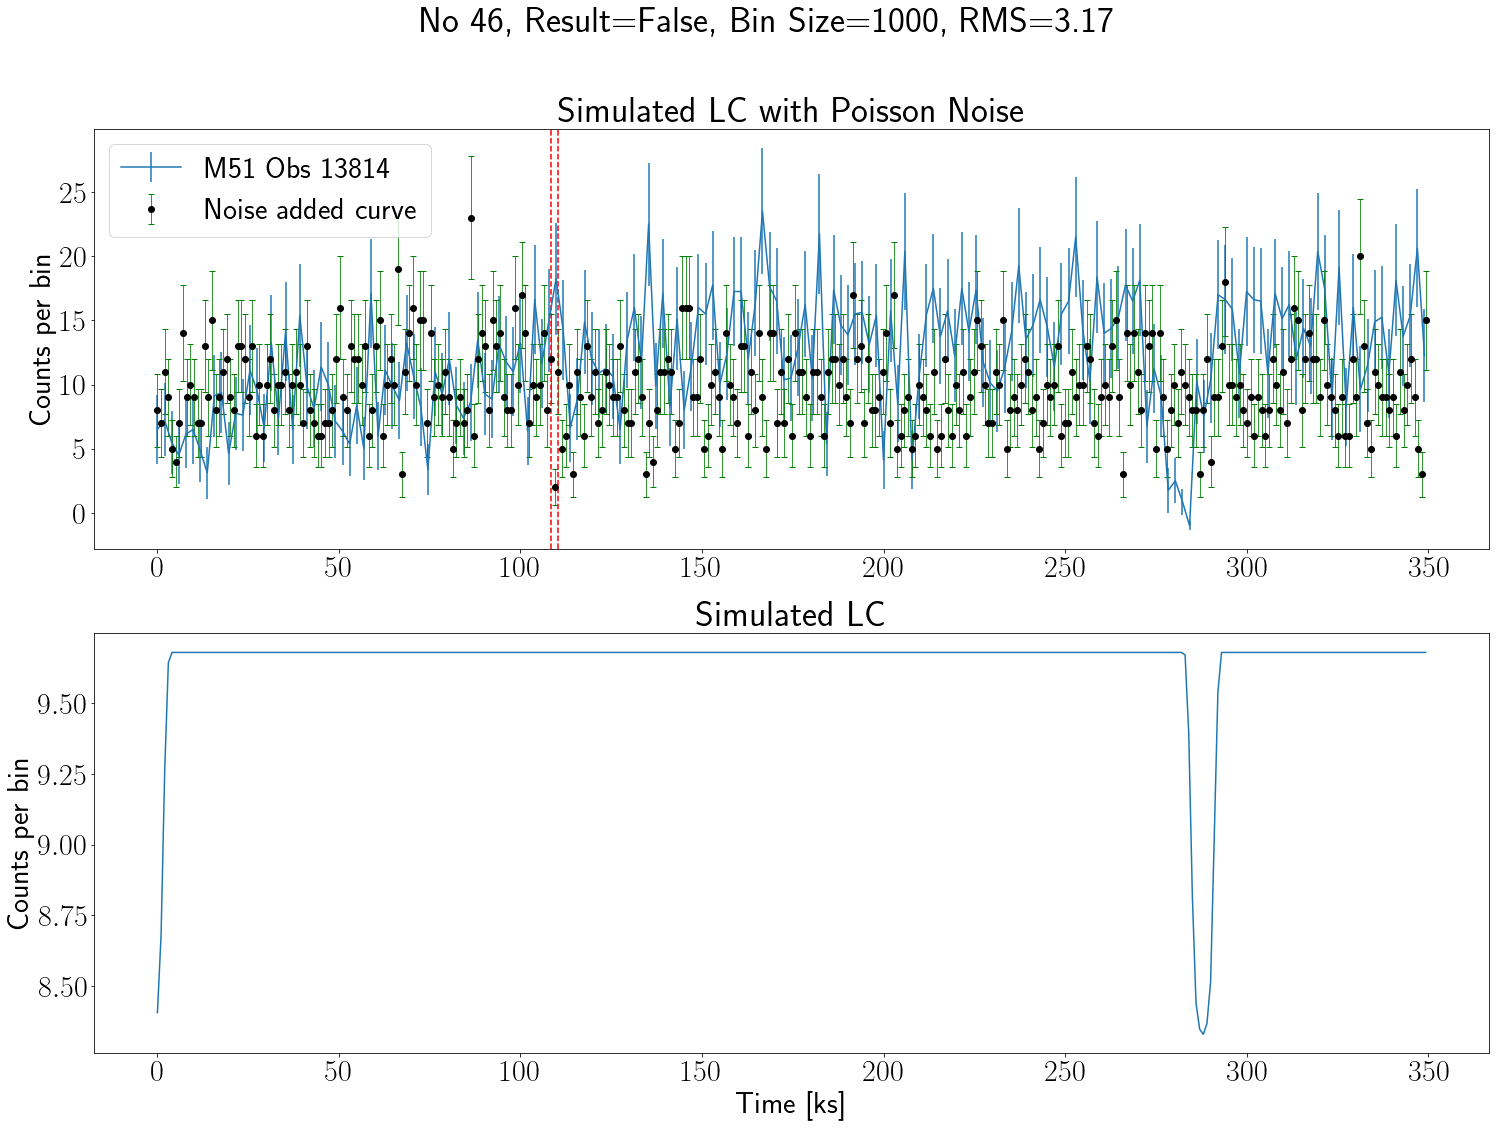 No 46, Result=False, Bin Size=1000, RMS=3.17
Simulated LC with Poisson Noise
M51 Obs 13814
Noise added curve
Counts per bin
25
20
15
10
5
0
0 50 100 150 200 250 300 350
Simulated LC
Counts per bin
9.50
9.25
9.00
8.75
8.50
0 50 100 150 200 250 300 350
Time [ks]